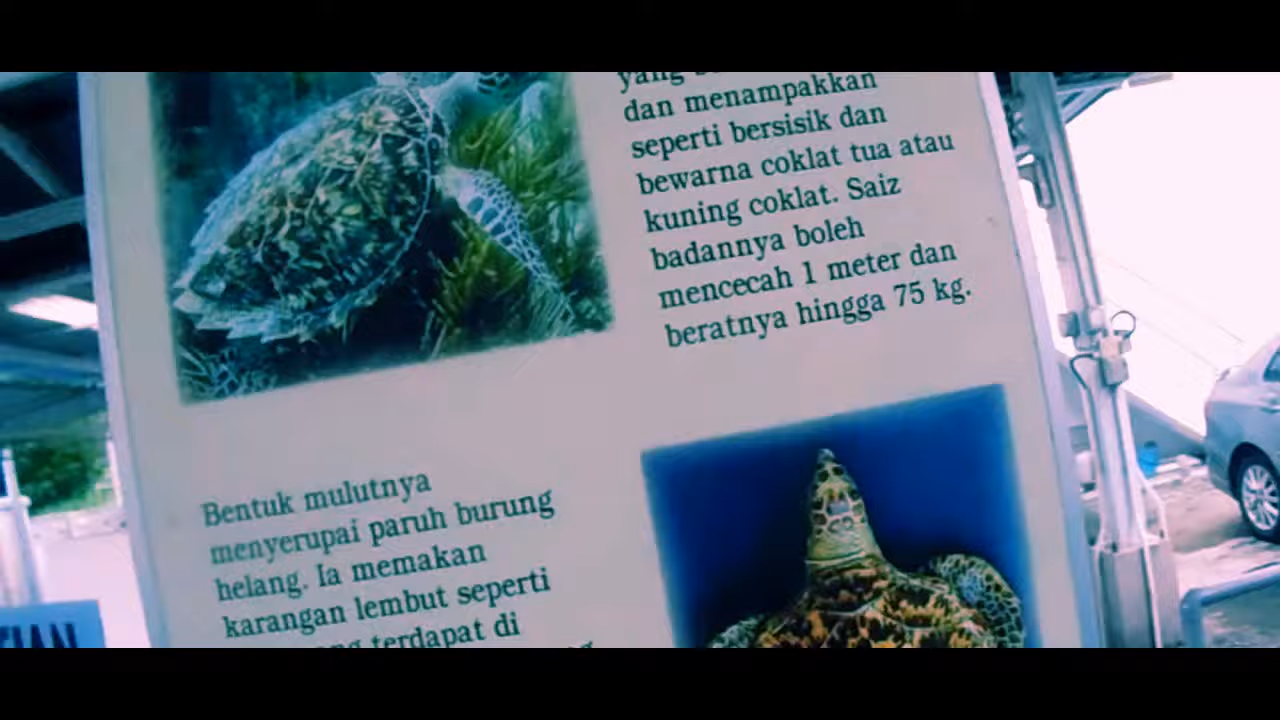 yang
dan menampakkan
seperti bersisik dan
bewarna coklat tua atau
kuning coklat. Saiz
badannya boleh
mencecah 1 meter dan
beratnya hingga 75 kg.
Bentuk mulutnya
menyerupai paruh burung
helang. Ia memakan
karangan lembut seperti
terdapat di